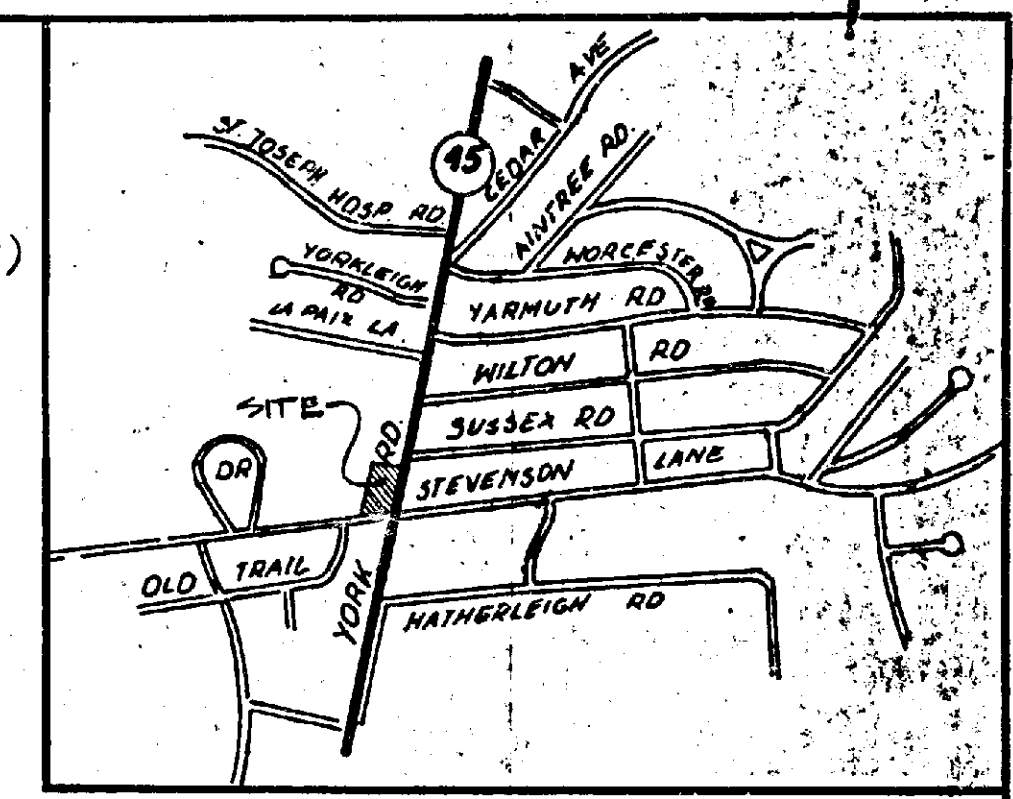 CEDAR AVE
45
ST. JOSEPH HOSP. RD
AINTREE RD.
WORCESTER RD
YORKLEIGH
RD
YARMUTH RD
LA PAIX LA.
WILTON RD
SITE
SUSSEX RD
YORK RD.
STEVENSON LANE
DR
OLD TRAIL
HATHERLEIGH RD
)